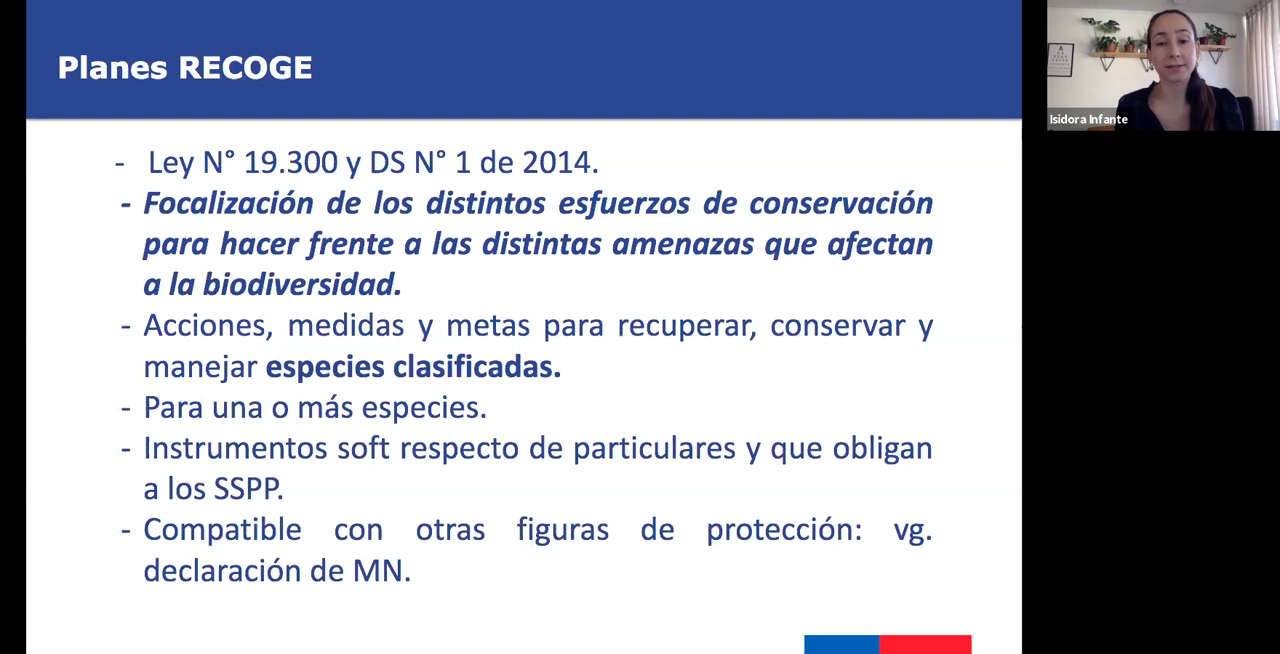 Planes RECOGE
- Ley N° 19.300 y DS N° 1 de 2014.
- Focalización de los distintos esfuerzos de conservación
para hacer frente a las distintas amenazas que afectan
a la biodiversidad.
- Acciones, medidas y metas para recuperar, conservar y
manejar especies clasificadas.
- Para una o más especies.
- Instrumentos soft respecto de particulares y que obligan
a los SSPP.
- Compatible con otras figuras de protección: vg.
declaración de MN.
Isidora Infante